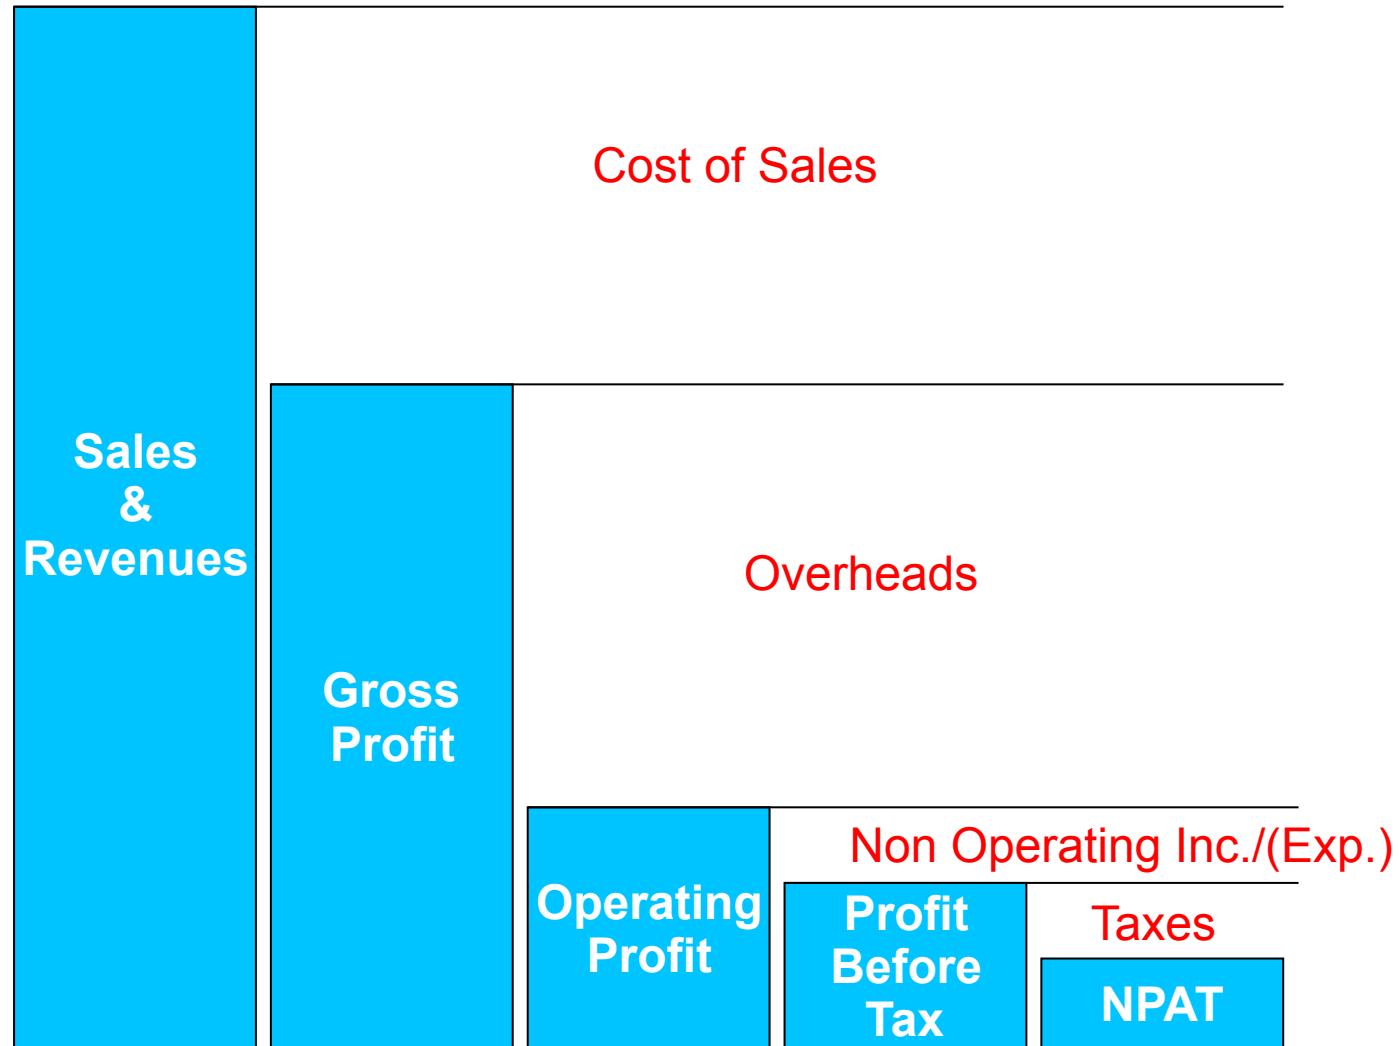 Cost of Sales
Sales
&
Revenues
Overheads
Gross
Profit
Non Operating Inc./(Exp.)
Operating
Profit
Profit
Before
Tax
Taxes
NPAT